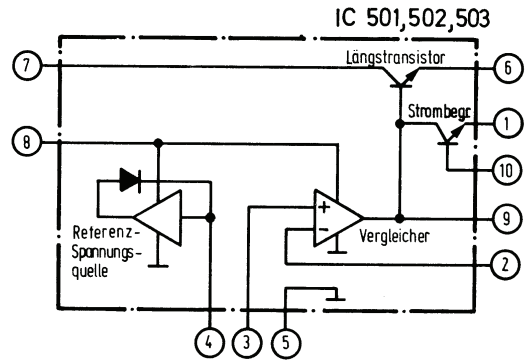 IC 501,502,503
Längstransistor
7
6
Strombegr.
1
8
10
+
-
Referenz-
Spannungs-
quelle
Vergleicher
9
2
4
3
5